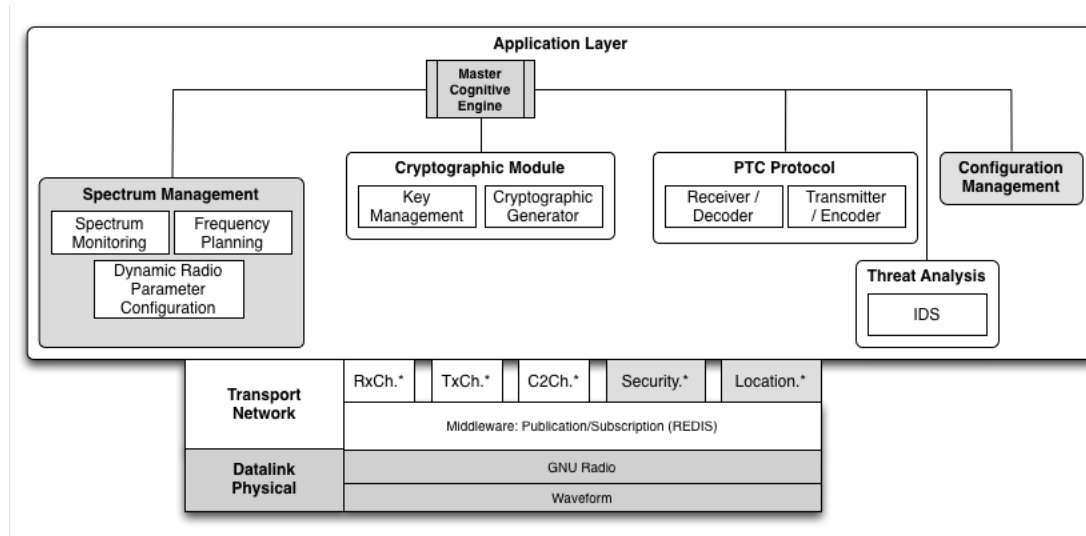 Application Layer
Master
Cognitive
Engine
Spectrum Management
Spectrum
Monitoring
Frequency
Planning
Dynamic Radio
Parameter
Configuration
Cryptographic Module
Key
Management
Cryptographic
Generator
PTC Protocol
Receiver /
Decoder
Transmitter
/ Encoder
Configuration
Management
Threat Analysis
IDS
Transport
Network
RxCh.*
TxCh.*
C2Ch.*
Security.*
Location.*
Middleware: Publication/Subscription (REDIS)
Datalink
Physical
GNU Radio
Waveform